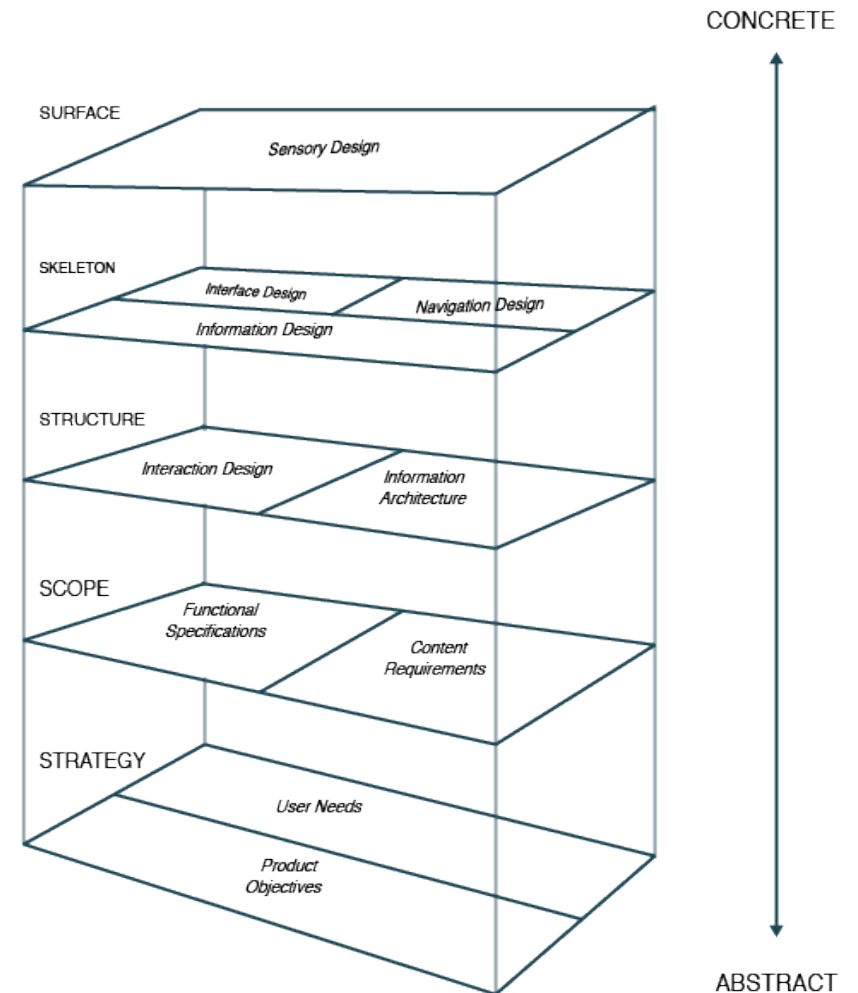 CONCRETE
SURFACE
Sensory Design
SKELETON
Interface Design
Navigation Design
Information Design
STRUCTURE
Interaction Design
Information
Architecture
SCOPE
Functional
Specifications
Content
Requirements
STRATEGY
User Needs
Product
Objectives
ABSTRACT